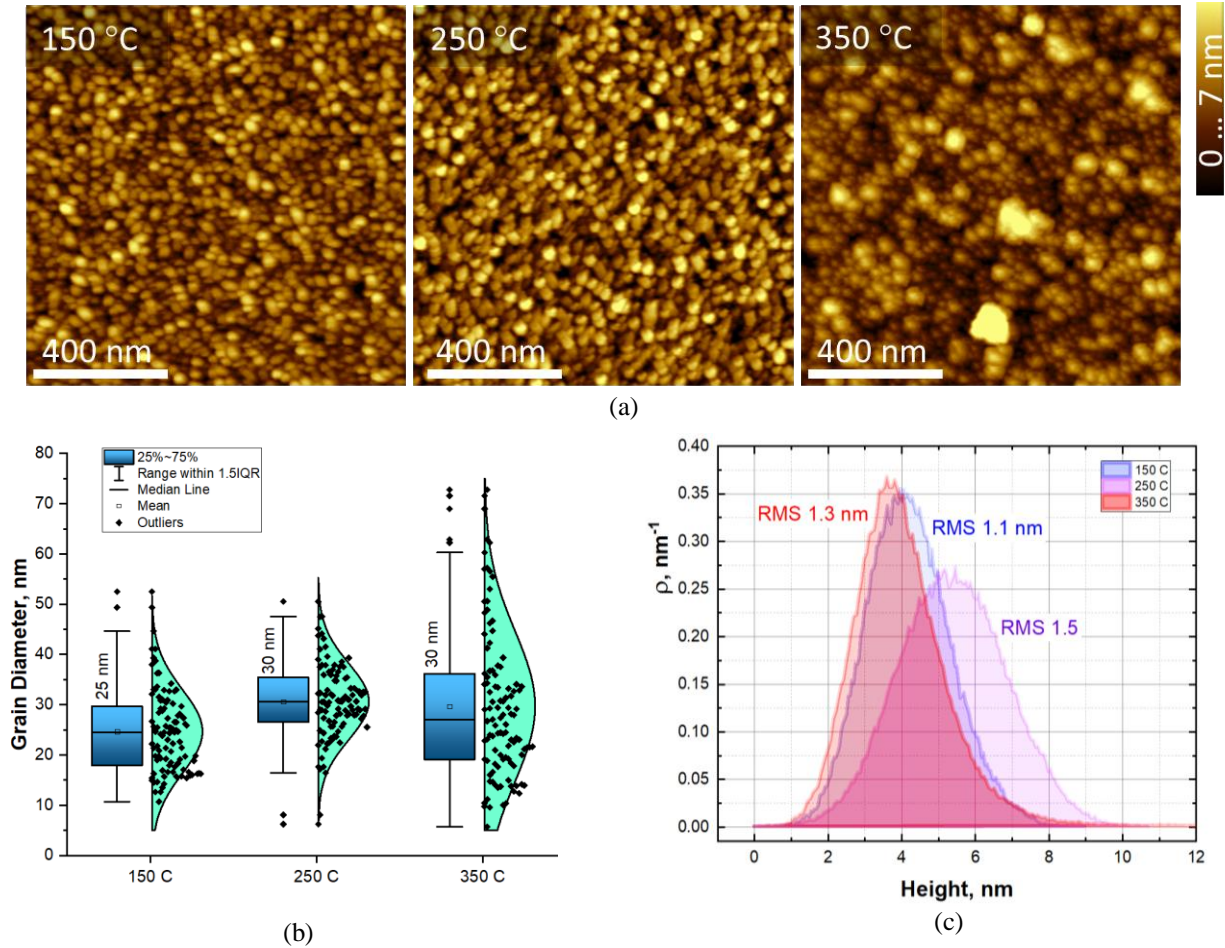 150 °C
250 °C
350 °C
0 ... 7 nm
400 nm
400 nm
400 nm
(a)
80
70
60
50
40
30
20
10
0
Grain Diameter, nm
25%~75%
Range within 1.5IQR
Median Line
Mean
Outliers
25 nm
30 nm
30 nm
150 C
250 C
350 C
(b)
0.40
0.35
0.30
0.25
0.20
0.15
0.10
0.05
0.00
ρ, nm⁻¹
150 C
250 C
350 C
RMS 1.3 nm
RMS 1.1 nm
RMS 1.5
0
2
4
6
8
10
12
Height, nm
(c)